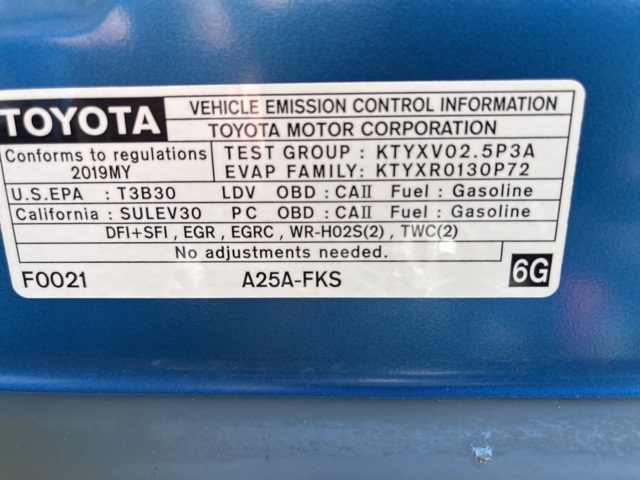 TOYOTA
VEHICLE EMISSION CONTROL INFORMATION
TOYOTA MOTOR CORPORATION
Conforms to regulations
2019MY
TEST GROUP : KTYXV02.5P3A
EVAP FAMILY: KTYXR0130P72
U.S.EPA : T3B30 LDV OBD : CAII Fuel : Gasoline
California : SULEV30 PC OBD : CAII Fuel : Gasoline
DFI+SFI , EGR , EGRC , WR-HO2S(2) , TWC(2)
No adjustments needed.
F0021 A25A-FKS 6G